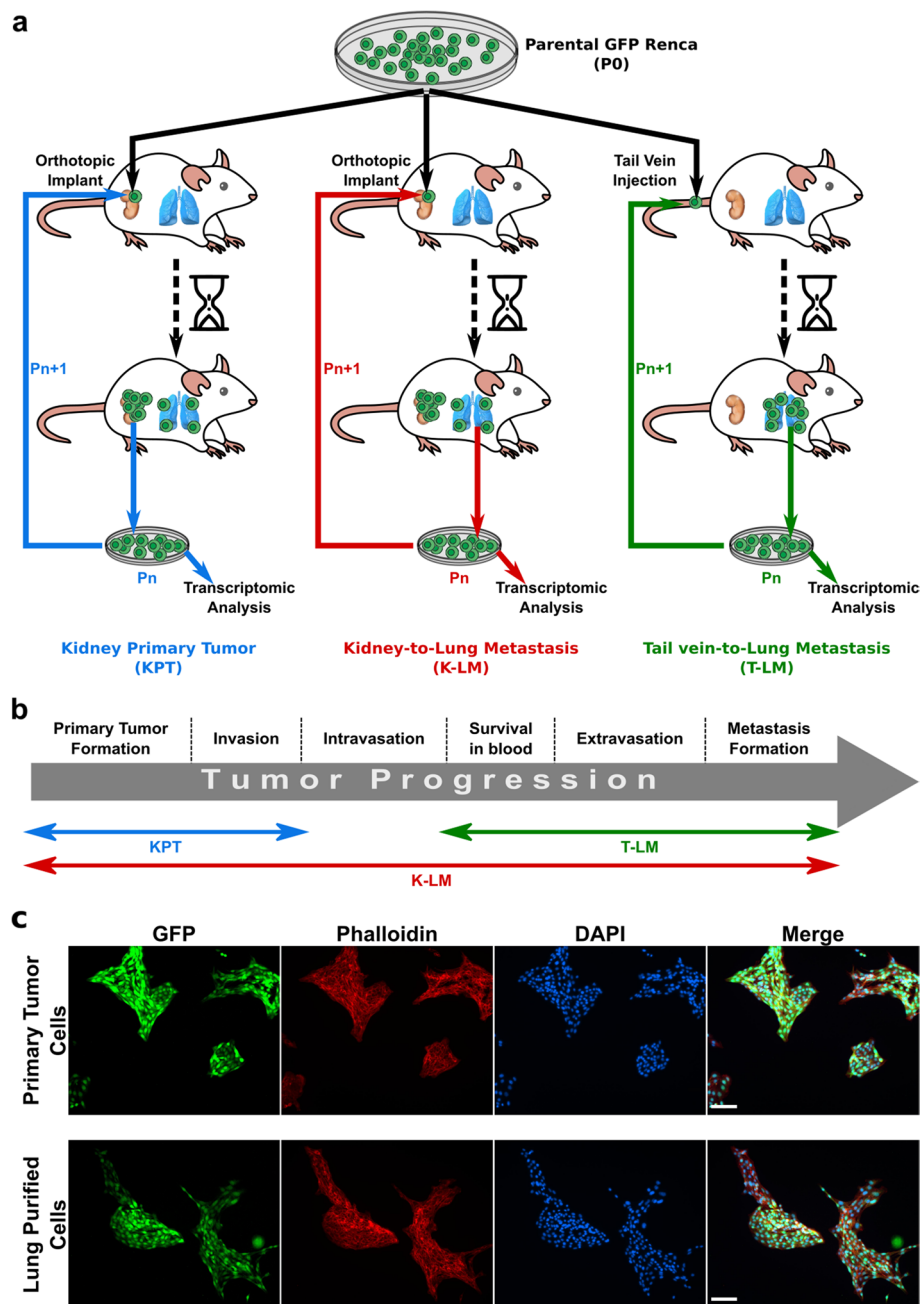 a
Parental GFP Renca
(P0)
Orthotopic
Implant
Orthotopic
Implant
Tail Vein
Injection
Pn+1
Pn+1
Pn+1
Pn
Pn
Pn
Transcriptomic
Analysis
Transcriptomic
Analysis
Transcriptomic
Analysis
Kidney Primary Tumor
(KPT)
Kidney-to-Lung Metastasis
(K-LM)
Tail vein-to-Lung Metastasis
(T-LM)
b
Primary Tumor
Formation
Invasion
Intravasation
Survival
in blood
Extravasation
Metastasis
Formation
Tumor Progression
KPT
T-LM
K-LM
c
GFP
Phalloidin
DAPI
Merge
Primary Tumor
Cells
Lung Purified
Cells